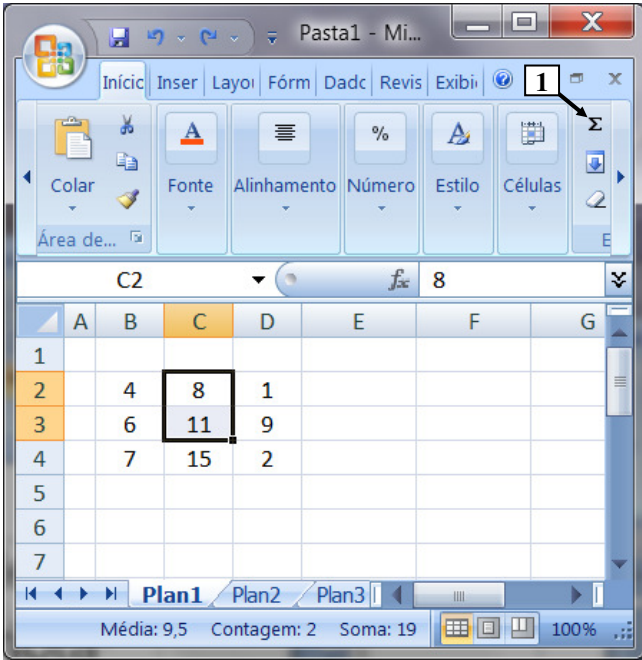 Pasta1 - Mi...
Iníci Inser Layou Fórm Dadc Revis Exibi 1
Σ
A % A
Colar Fonte Alinhamento Número Estilo Células
Área de... E
C2 fx 8
A B C D E F G
1
2 4 8 1
3 6 11 9
4 7 15 2
5
6
7
Plan1 Plan2 Plan3
Média: 9,5 Contagem: 2 Soma: 19 100%